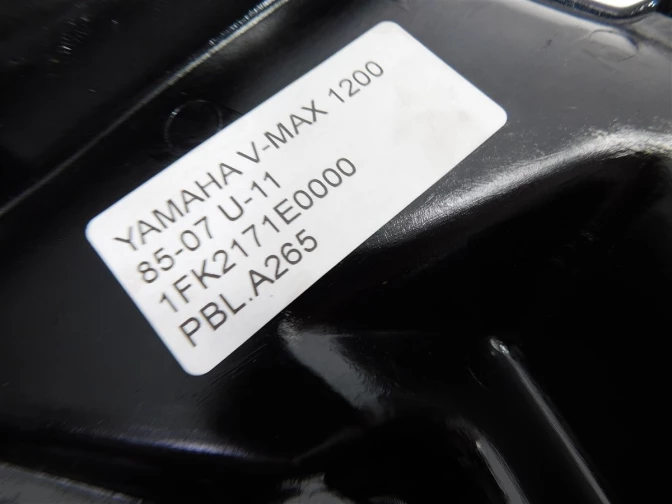 YAMAHA V-MAX 1200
85-07 U-11
1FK2171E0000
PBL.A265